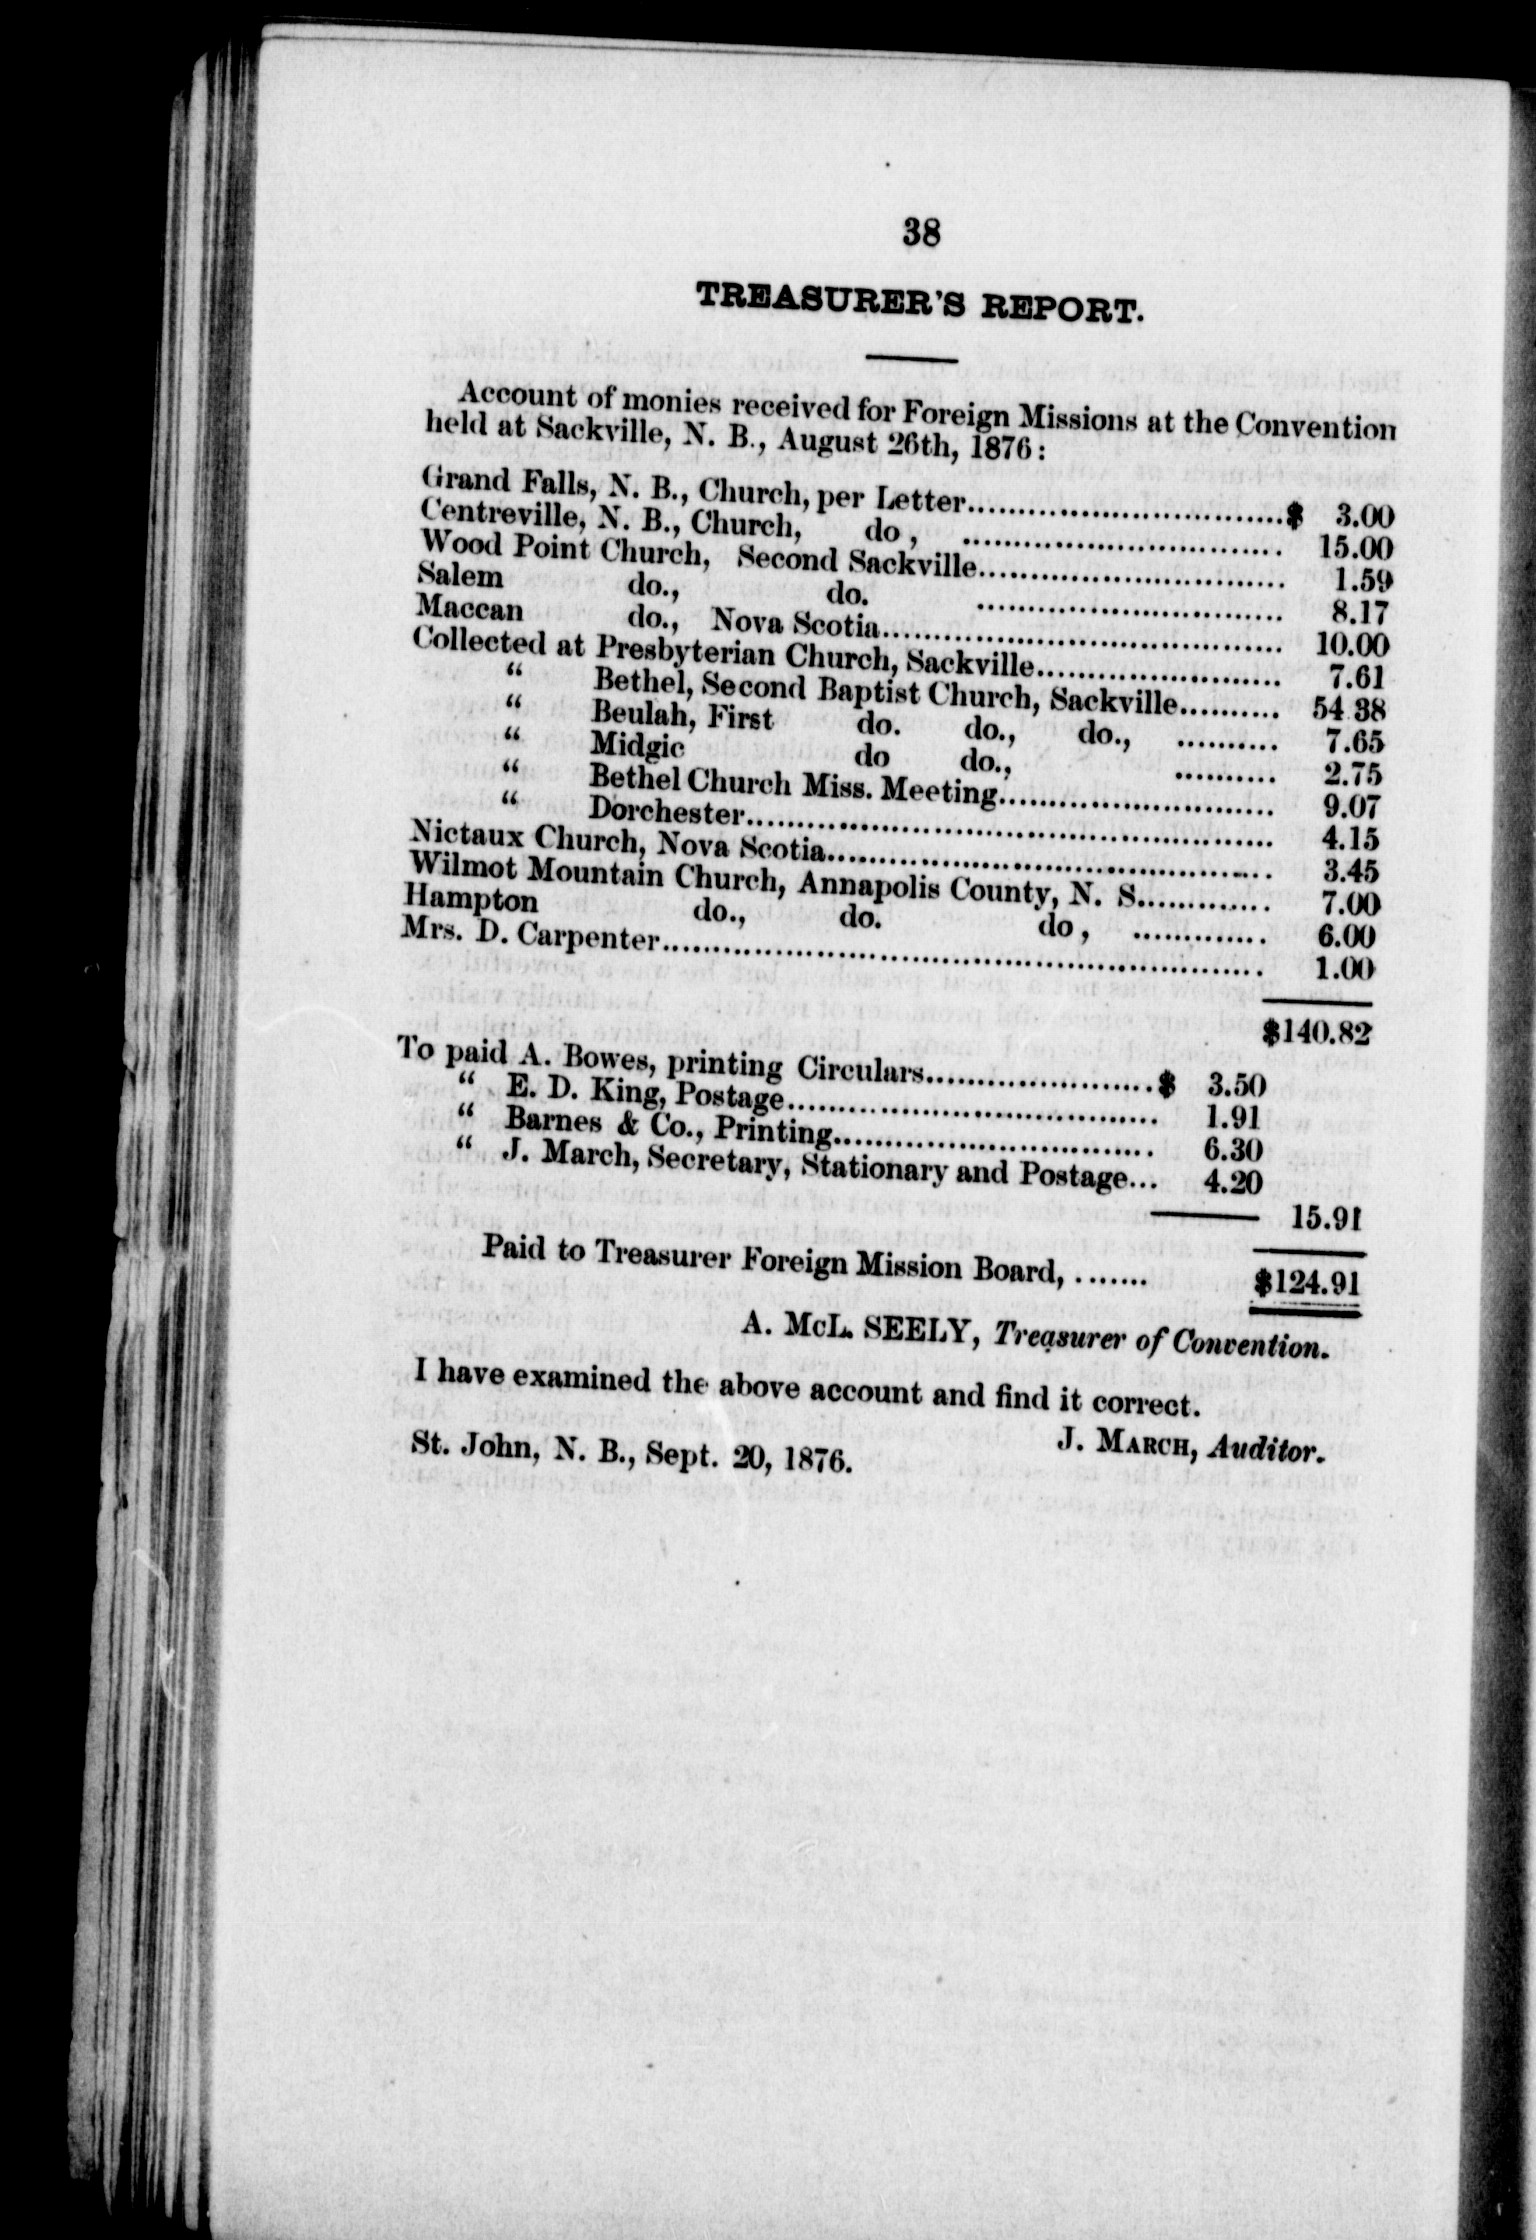 38
TREASURER'S REPORT.
Account of monies received for Foreign Missions at the Convention
held at Sackville, N. B., August 26th, 1876:
Grand Falls, N. B., Church, per Letter..............................$ 3.00
Centreville, N. B., Church, do , ............................... 15.00
Wood Point Church, Second Sackville.............................. 1.59
Salem do., do. .............................. 8.17
Maccan do., Nova Scotia....................................... 10.00
Collected at Presbyterian Church, Sackville........................ 7.61
“ Bethel, Second Baptist Church, Sackville.......... 54 38
“ Beulah, First do. do., do., .......... 7.65
“ Midgic do do., .......... 2.75
“ Bethel Church Miss. Meeting........................... 9.07
“ Dorchester.................................................... 4.15
Nictaux Church, Nova Scotia............................................ 3.45
Wilmot Mountain Church, Annapolis County, N. S............. 7.00
Hampton do., do. do , ............. 6.00
Mrs. D. Carpenter............................................................ 1.00
$140.82
To paid A. Bowes, printing Circulars.......................$ 3.50
“ E. D. King, Postage..................................... 1.91
“ Barnes & Co., Printing................................ 6.30
“ J. March, Secretary, Stationary and Postage... 4.20
15.91
Paid to Treasurer Foreign Mission Board, ........ $124.91
A. McL. SEELY, Treasurer of Convention.
I have examined the above account and find it correct.
J. MARCH, Auditor.
St. John, N. B., Sept. 20, 1876.